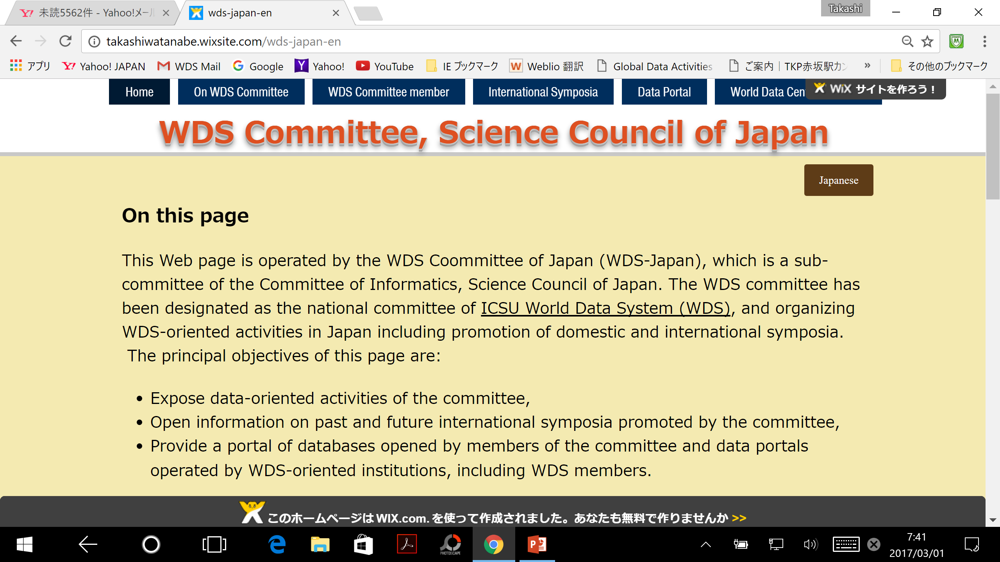 未読5562件 - Yahoo!メール
wds-japan-en
Takashi
takashiwatanabe.wixsite.com/wds-japan-en
アプリ
Yahoo! JAPAN
WDS Mail
Google
Yahoo!
YouTube
IE ブックマーク
Weblio 翻訳
Global Data Activities
ご案内｜TKP赤坂駅カン
»
その他のブックマーク
Home
On WDS Committee
WDS Committee member
International Symposia
Data Portal
World Data Cen
WiX サイトを作ろう！
WDS Committee, Science Council of Japan
Japanese
On this page
This Web page is operated by the WDS Coommittee of Japan (WDS-Japan), which is a sub-
committee of the Committee of Informatics, Science Council of Japan. The WDS committee has
been designated as the national committee of ICSU World Data System (WDS), and organizing
WDS-oriented activities in Japan including promotion of domestic and international symposia.
The principal objectives of this page are:
• Expose data-oriented activities of the committee,
• Open information on past and future international symposia promoted by the committee,
• Provide a portal of databases opened by members of the committee and data portals
operated by WDS-oriented institutions, including WDS members.
このホームページは WIX.com. を使って作成されました。あなたも無料で作りませんか >>
PHOTOSCAPE
7:41
2017/03/01